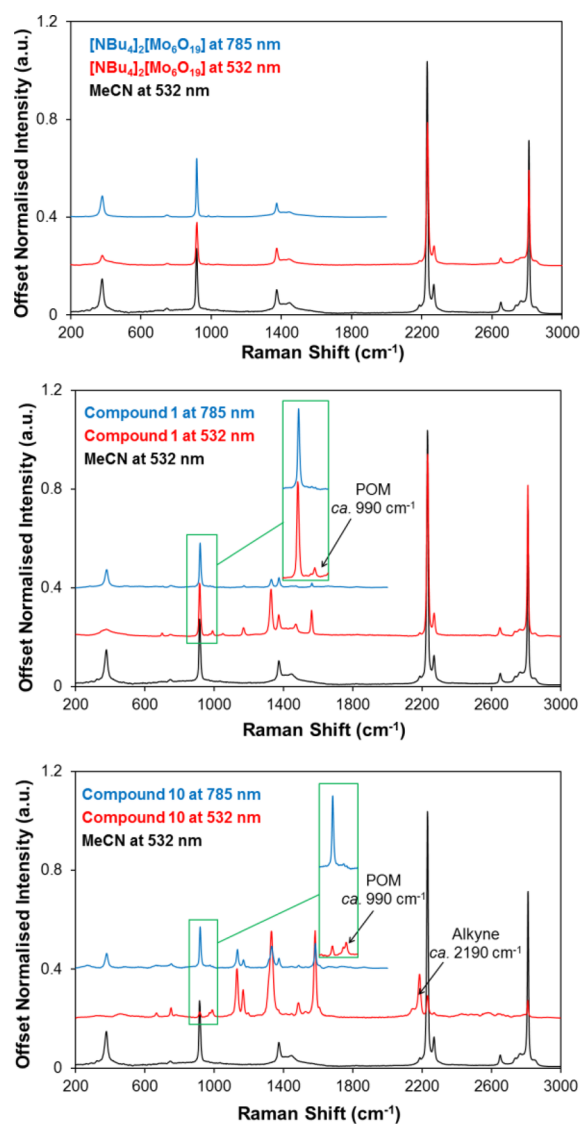 [NBu₄]₂[Mo₆O₁₉] at 785 nm
[NBu₄]₂[Mo₆O₁₉] at 532 nm
MeCN at 532 nm
Offset Normalised Intensity (a.u.)
1.2
0.8
0.4
0
200 600 1000 1400 1800 2200 2600 3000
Raman Shift (cm⁻¹)
Compound 1 at 785 nm
Compound 1 at 532 nm
MeCN at 532 nm
POM
ca. 990 cm⁻¹
Offset Normalised Intensity (a.u.)
1.2
0.8
0.4
0
200 600 1000 1400 1800 2200 2600 3000
Raman Shift (cm⁻¹)
Compound 10 at 785 nm
Compound 10 at 532 nm
MeCN at 532 nm
POM
ca. 990 cm⁻¹
Alkyne
ca. 2190 cm⁻¹
Offset Normalised Intensity (a.u.)
1.2
0.8
0.4
0
200 600 1000 1400 1800 2200 2600 3000
Raman Shift (cm⁻¹)